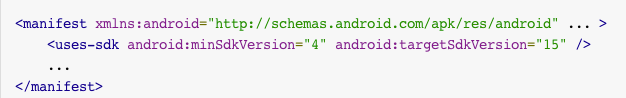 <manifest xmlns:android="http://schemas.android.com/apk/res/android" ... >
    <uses-sdk android:minSdkVersion="4" android:targetSdkVersion="15" />
    ...
</manifest>